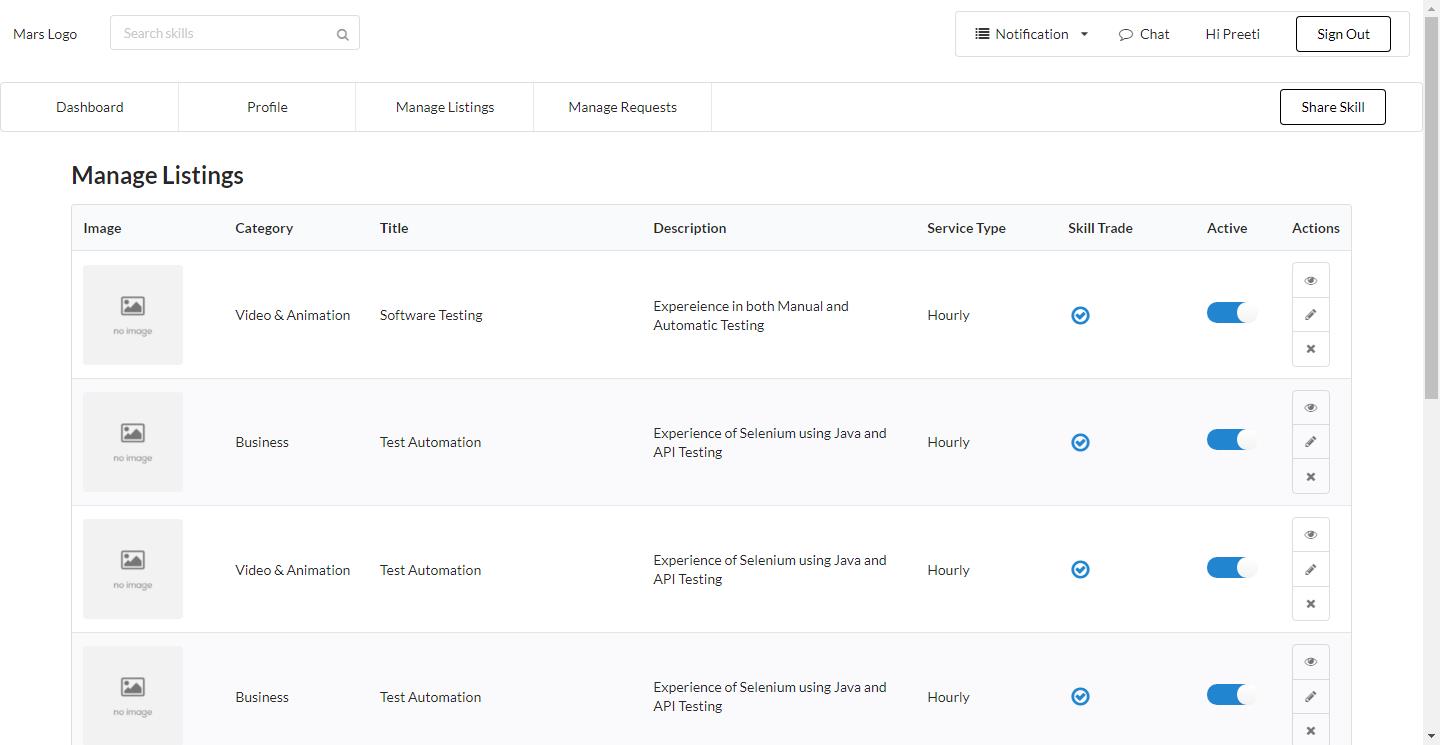 Mars Logo
Search skills
Notification
Chat
Hi Preeti
Sign Out
Dashboard
Profile
Manage Listings
Manage Requests
Share Skill
Manage Listings
Image Category Title Description Service Type Skill Trade Active Actions
no image
Video & Animation
Software Testing
Expereience in both Manual and
Automatic Testing
Hourly
no image
Business
Test Automation
Experience of Selenium using Java and
API Testing
Hourly
no image
Video & Animation
Test Automation
Experience of Selenium using Java and
API Testing
Hourly
no image
Business
Test Automation
Experience of Selenium using Java and
API Testing
Hourly